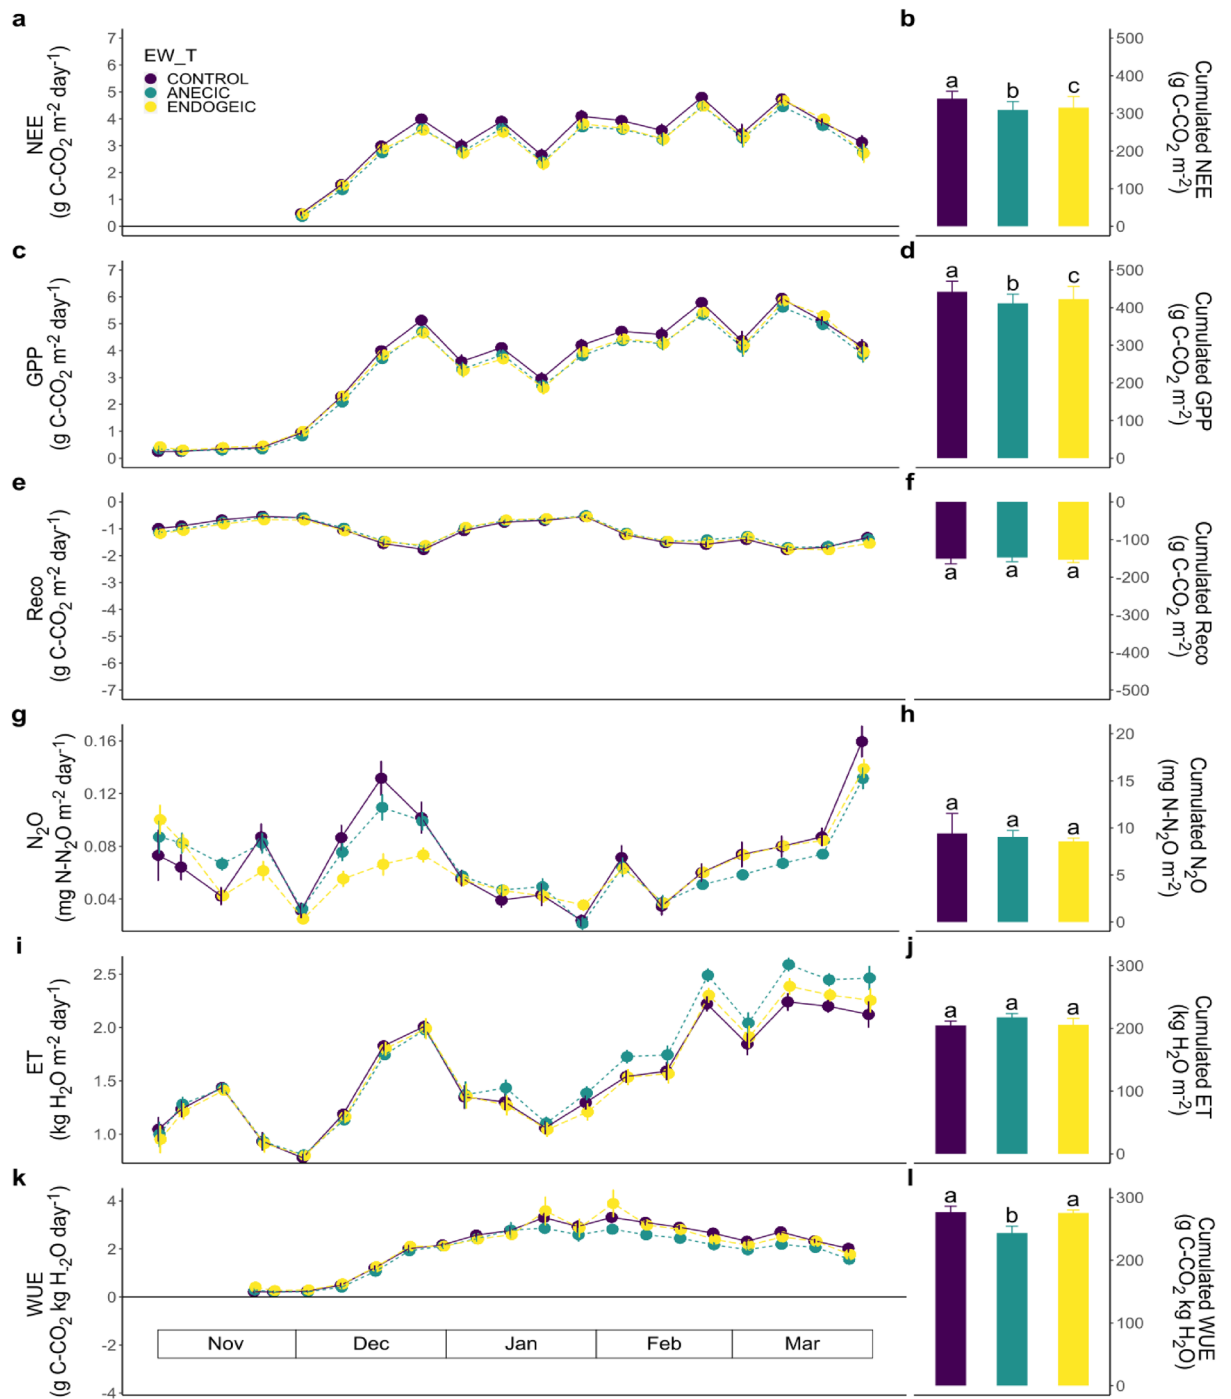 a
NEE
(g C-CO2 m-2 day-1)
7
6
5
4
3
2
1
0
EW_T
CONTROL
ANECIC
ENDOGEIC
b
a
b
c
500
400
300
200
100
0
Cumulated NEE
(g C-CO2 m-2)
c
GPP
(g C-CO2 m-2 day-1)
7
6
5
4
3
2
1
0
d
a
b
c
500
400
300
200
100
0
Cumulated GPP
(g C-CO2 m-2)
e
Reco
(g C-CO2 m-2 day-1)
0
-1
-2
-3
-4
-5
-6
-7
f
a
a
a
0
-100
-200
-300
-400
-500
Cumulated Reco
(g C-CO2 m-2)
g
N2O
(mg N-N2O m-2 day-1)
0.16
0.12
0.08
0.04
h
a
a
a
20
15
10
5
0
Cumulated N2O
(mg N-N2O m-2)
i
ET
(kg H2O m-2 day-1)
2.5
2.0
1.5
1.0
j
a
a
a
300
200
100
0
Cumulated ET
(kg H2O m-2)
k
WUE
(g C-CO2 kg H-2O day-1)
4
2
0
-2
-4
Nov
Dec
Jan
Feb
Mar
l
a
b
a
300
200
100
0
Cumulated WUE
(g C-CO2 kg H2O)